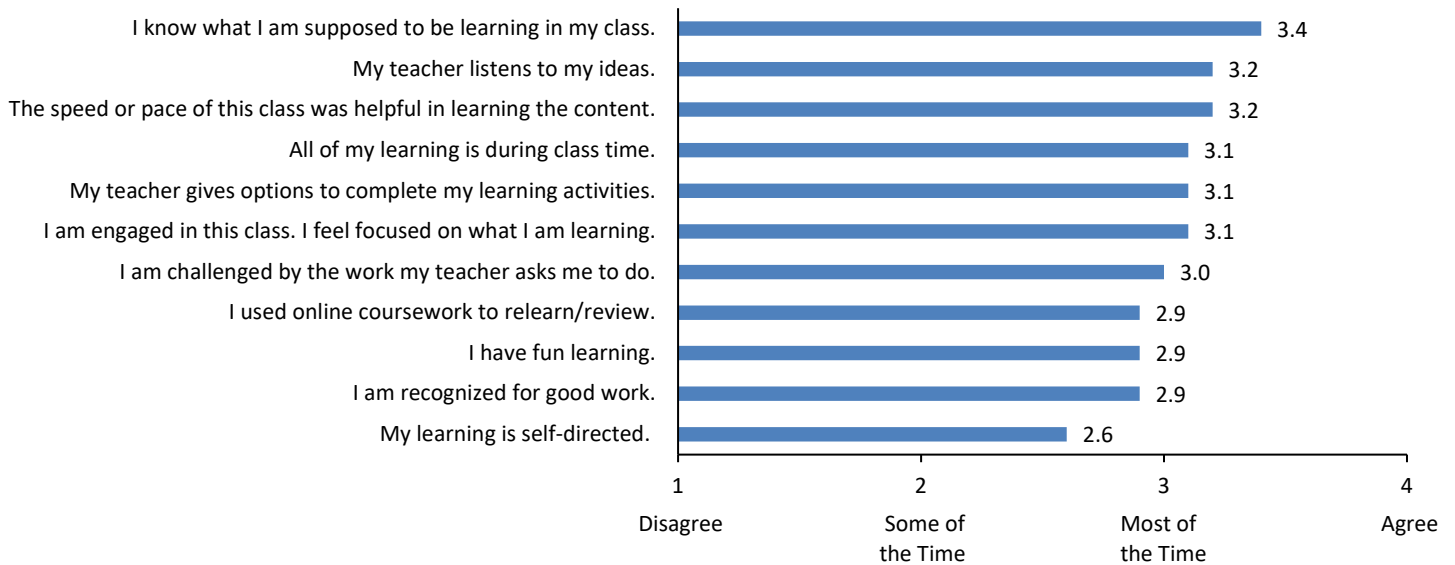 I know what I am supposed to be learning in my class. 3.4
My teacher listens to my ideas. 3.2
The speed or pace of this class was helpful in learning the content. 3.2
All of my learning is during class time. 3.1
My teacher gives options to complete my learning activities. 3.1
I am engaged in this class. I feel focused on what I am learning. 3.1
I am challenged by the work my teacher asks me to do. 3.0
I used online coursework to relearn/review. 2.9
I have fun learning. 2.9
I am recognized for good work. 2.9
My learning is self-directed. 2.6
1 2 3 4
Disagree Some of Most of Agree
the Time the Time